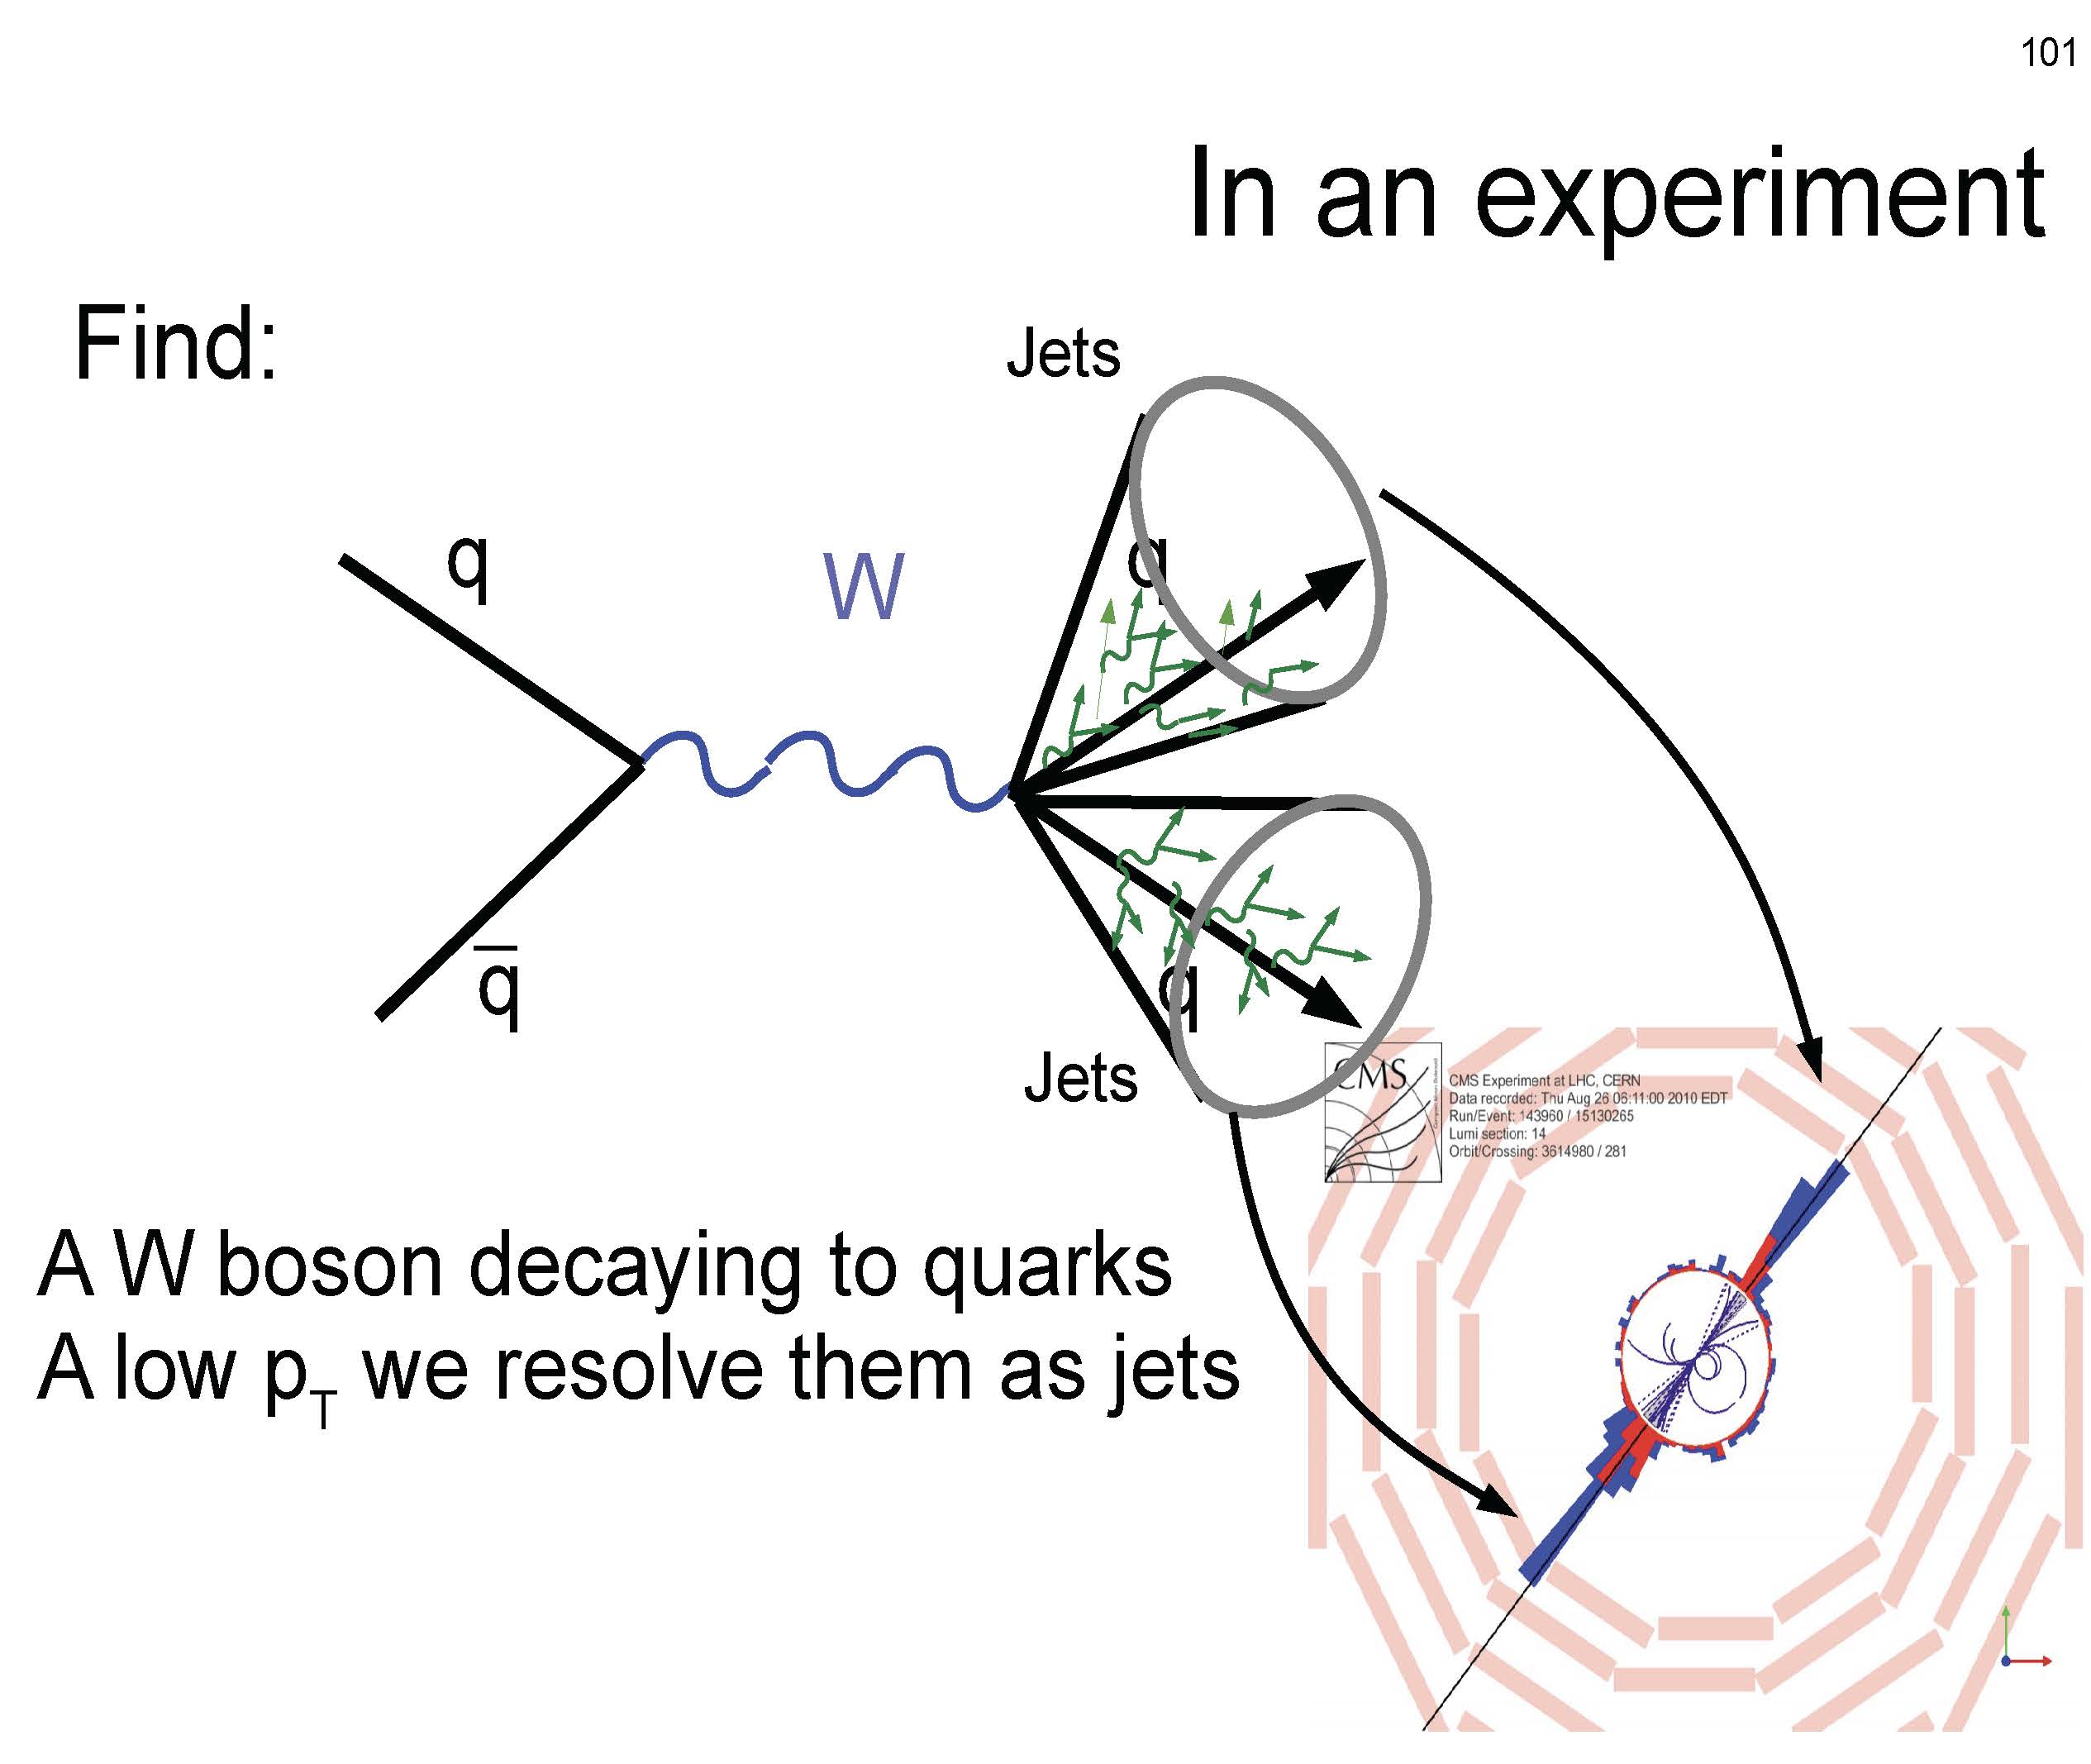 101
In an experiment
Find:
Jets
q
W
q
q̅
q
Jets
CMS
CMS Experiment at LHC, CERN
Data recorded: Thu Aug 26 06:11:00 2010 EDT
Run/Event: 143960 / 15130265
Lumi section: 14
Orbit/Crossing: 3614980 / 281
A W boson decaying to quarks
A low pT we resolve them as jets